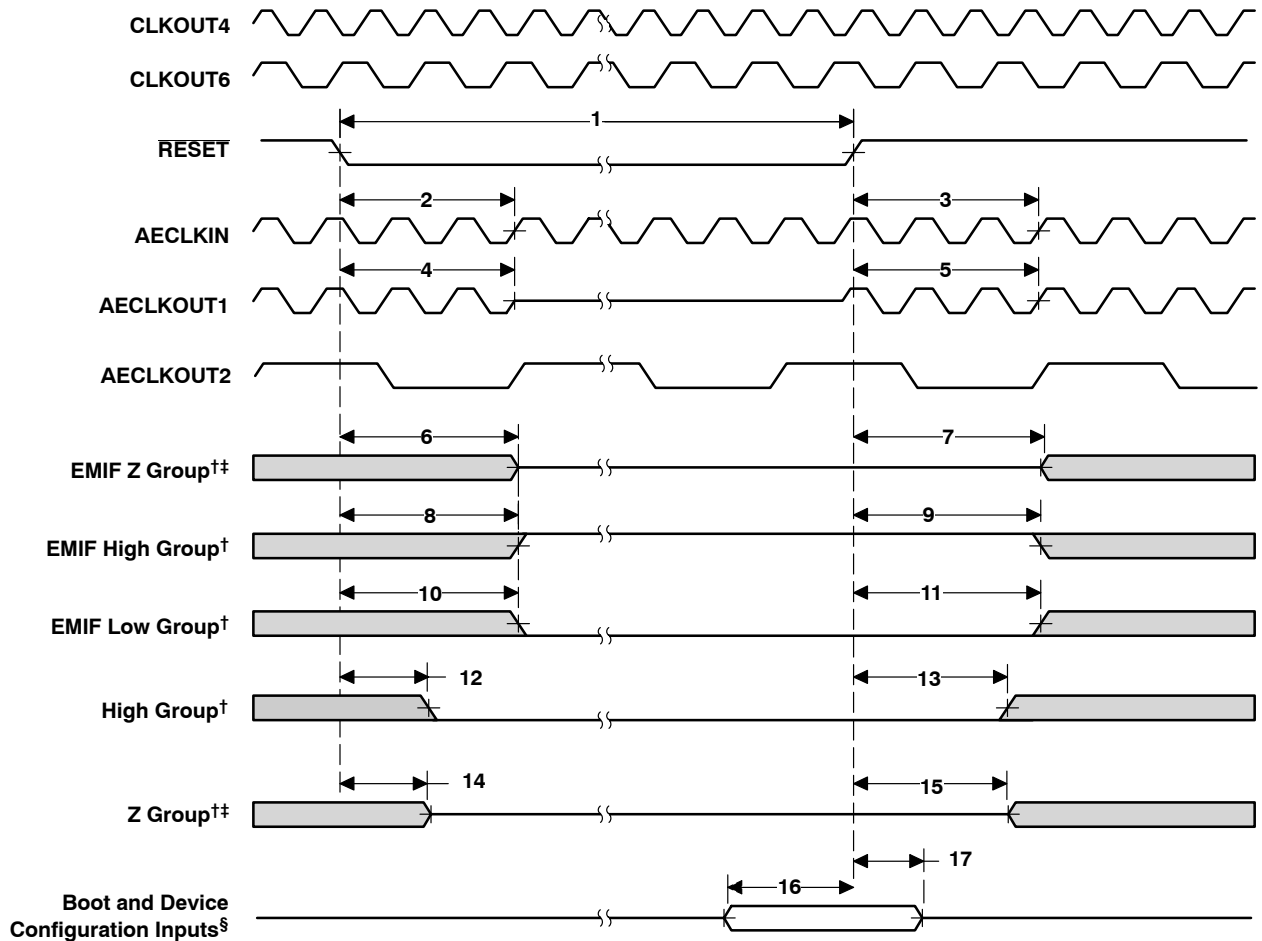 CLKOUT4
CLKOUT6
1
RESET
2
3
AECLKIN
4
5
AECLKOUT1
AECLKOUT2
6
7
EMIF Z Group†‡
8
9
EMIF High Group†
10
11
EMIF Low Group†
12
13
High Group†
14
15
Z Group†‡
17
16
Boot and Device
Configuration Inputs§